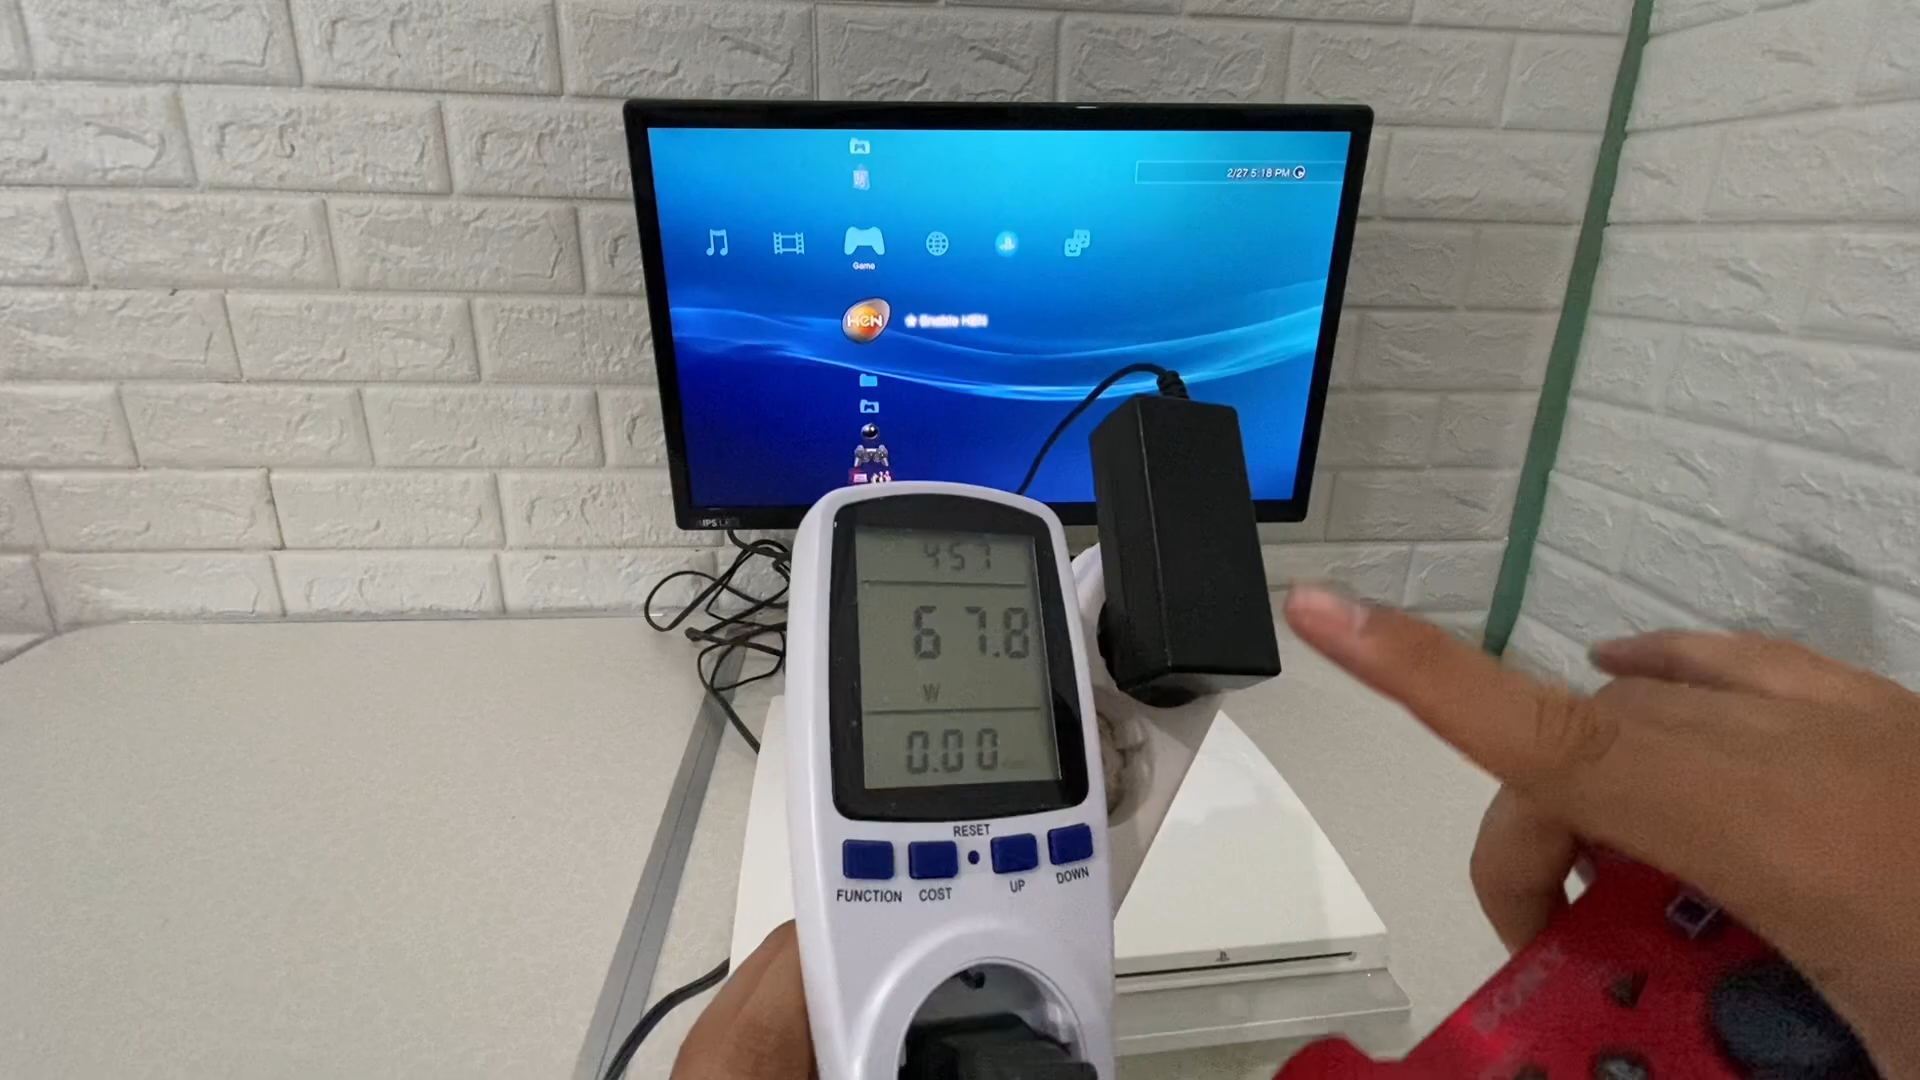 2/27 5:18 PM
Game
HEN
☆ Enable HEN
457
67.8
W
0.00
RESET
FUNCTION
COST
UP
DOWN
SONY